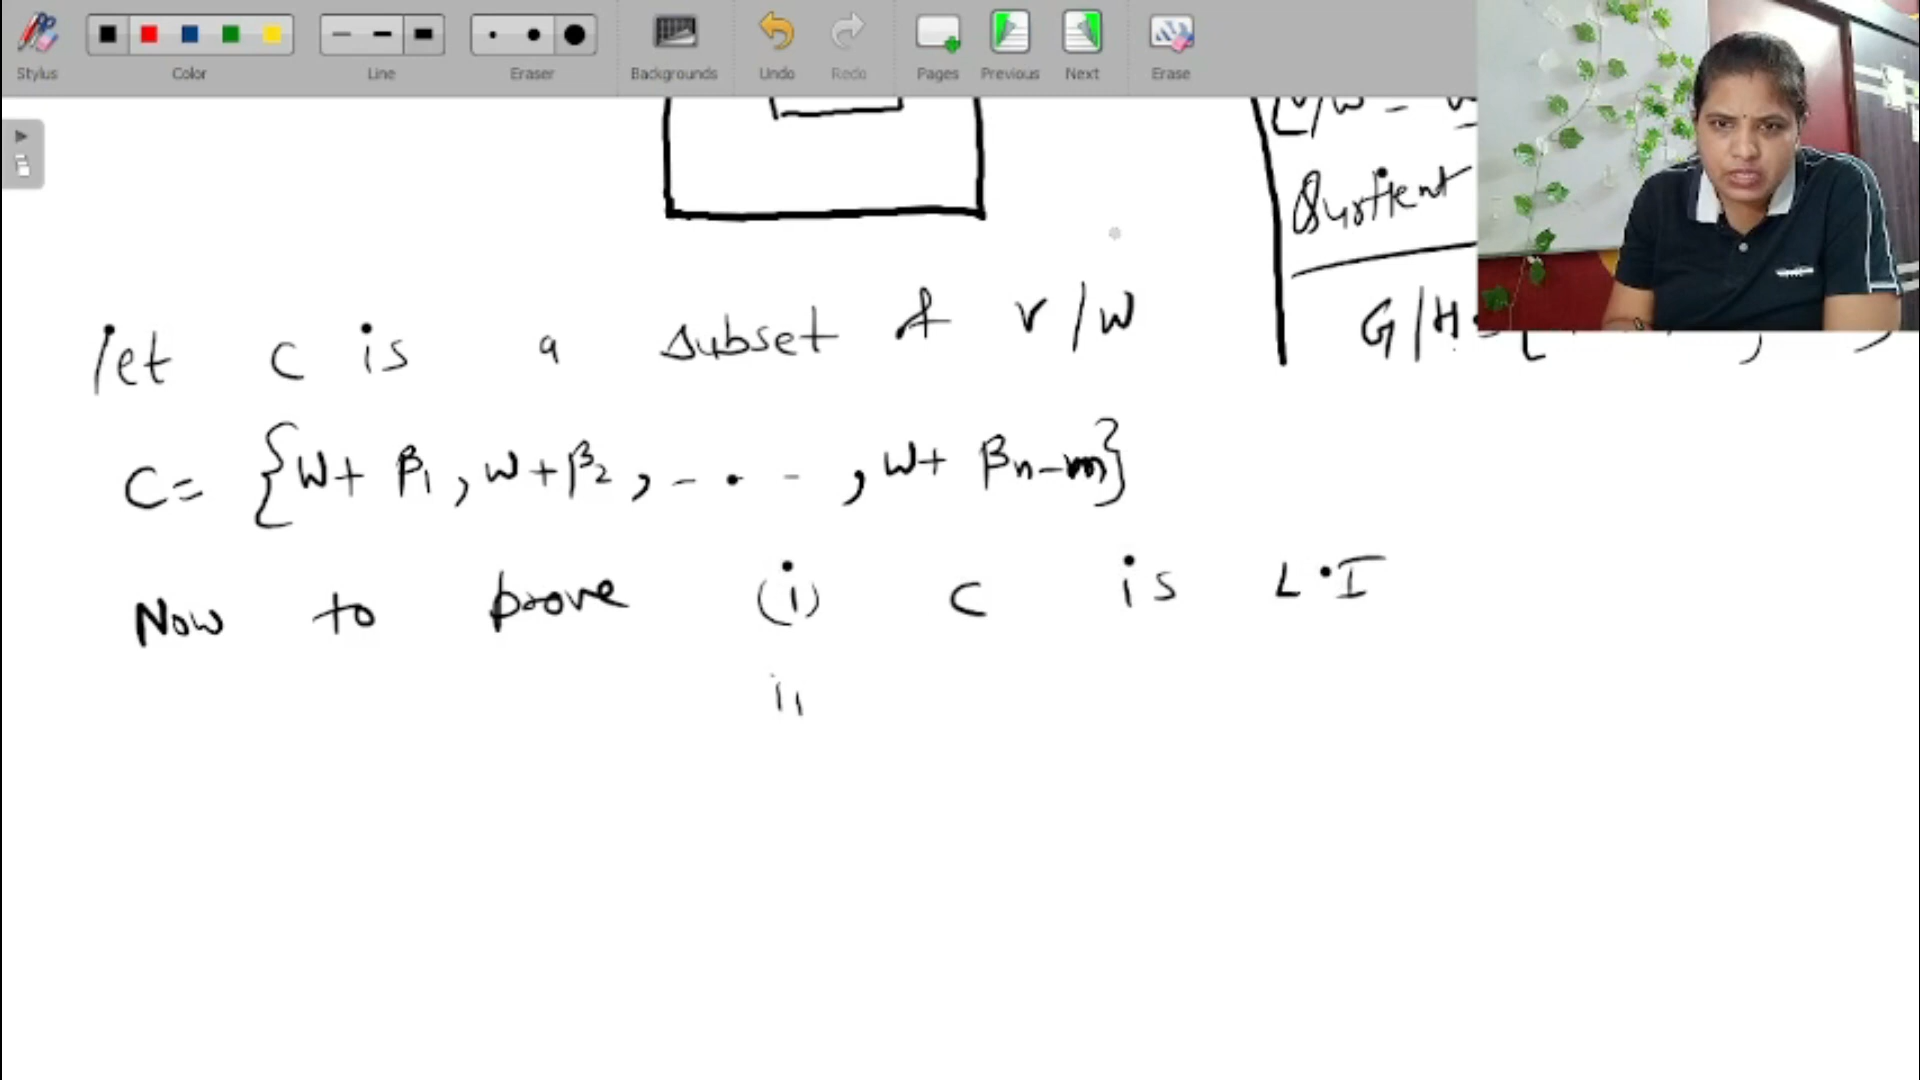 Stylus Color Line Eraser Backgrounds Undo Redo Pages Previous Next Erase
Quotient
G/H
let C is a subset of V/W
C = {W + β1, W + β2, - . - , W + βn-m}
Now to prove (i) C is L.I
ii